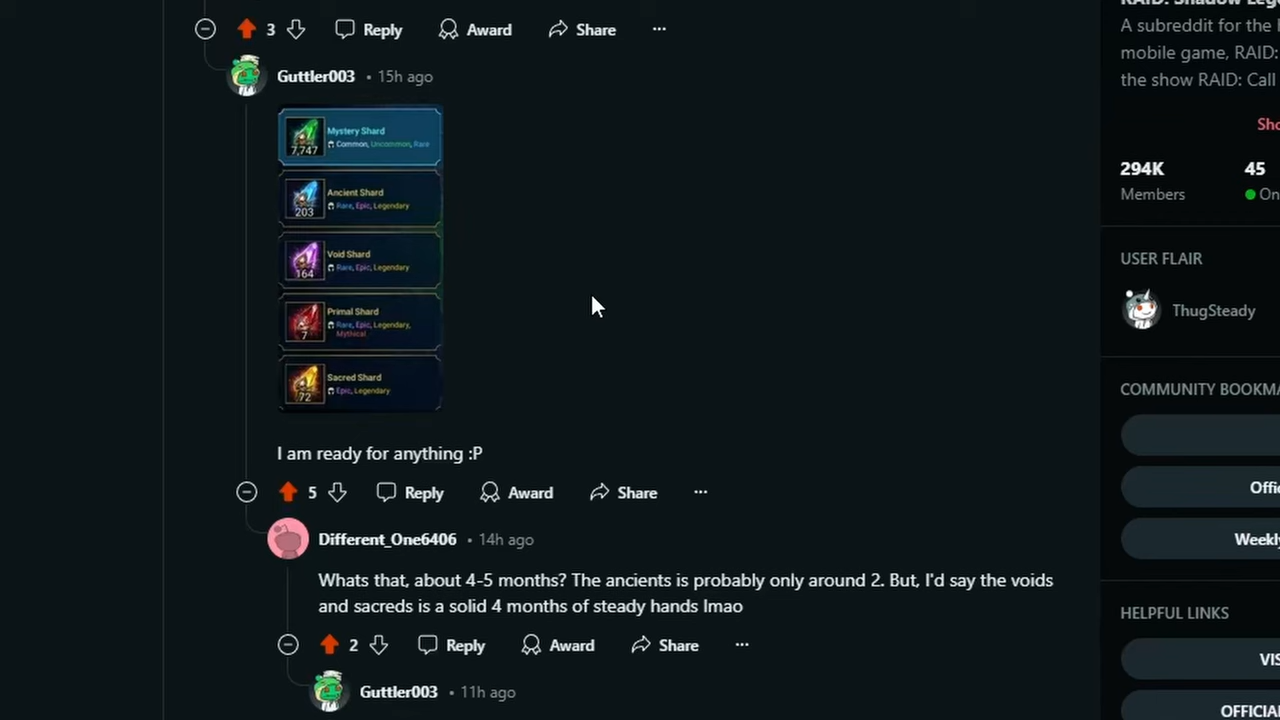 3 Reply Award Share ...
RAID: Shadow Leg
A subreddit for the
mobile game, RAID:
the show RAID: Call
Guttler003 • 15h ago
Mystery Shard
Common, Uncommon, Rare
7,747
Ancient Shard
Rare, Epic, Legendary
203
Void Shard
Rare, Epic, Legendary
164
Primal Shard
Rare, Epic, Legendary,
Mythical
7
Sacred Shard
Epic, Legendary
72
I am ready for anything :P
5 Reply Award Share ...
Different_One6406 • 14h ago
Whats that, about 4-5 months? The ancients is probably only around 2. But, I'd say the voids
and sacreds is a solid 4 months of steady hands lmao
2 Reply Award Share ...
Guttler003 • 11h ago
Sho
294K 45
Members On
USER FLAIR
ThugSteady
COMMUNITY BOOKMA
Offi
Weekly
HELPFUL LINKS
VIS
OFFICIAL